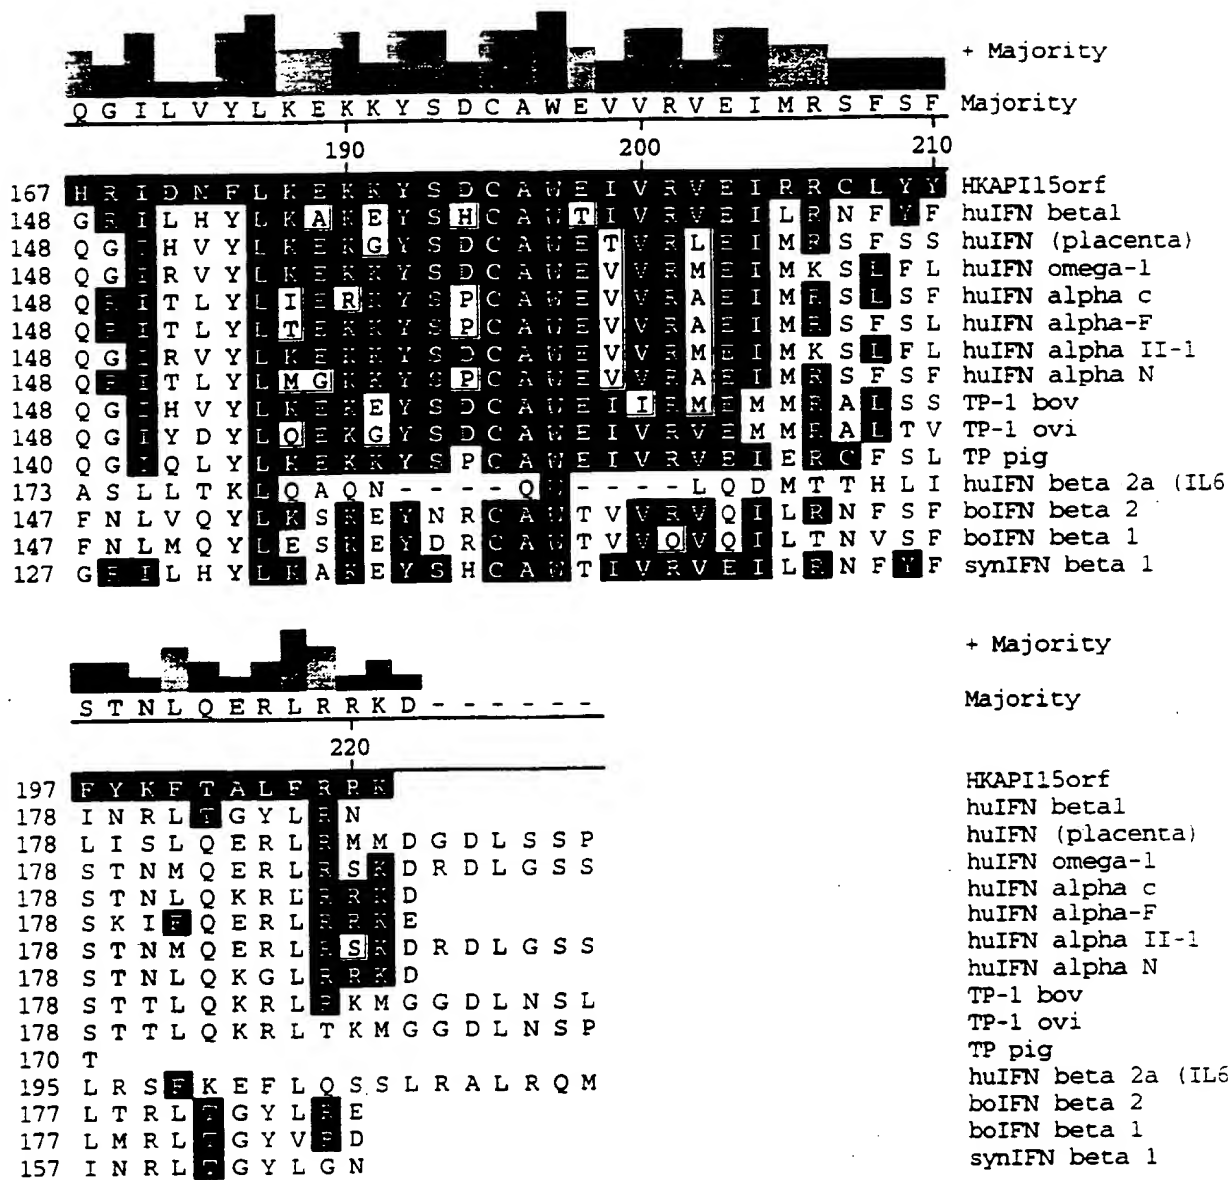 + Majority
Q G I L V Y L K E K K Y S D C A W E V V R V E I M R S F S F Majority
190 200 210
167 H R I D N F L K E K K Y S D C A W E I V R V E I R R C L Y Y HKAPI15orf
148 G R I L H Y L K A K E Y S H C A W T I V R V E I L R N F Y F huIFN beta1
148 Q G I H V Y L K E K G Y S D C A W E T V R L E I M R S F S S huIFN (placenta)
148 Q G I R V Y L K E K K Y S D C A W E V V R M E I M K S L F L huIFN omega-1
148 Q R I T L Y L I E R K Y S P C A W E V V R A E I M R S L S F huIFN alpha c
148 Q R I T L Y L T E K K Y S P C A W E V V R A E I M R S F S L huIFN alpha-F
148 Q G I R V Y L K E K K Y S D C A W E V V R M E I M K S L F L huIFN alpha II-1
148 Q R I T L Y L M G K K Y S P C A W E V V R A E I M R S F S F huIFN alpha N
148 Q G I H V Y L K E K E Y S D C A W E I I R M E M M R A L S S TP-1 bov
148 Q G I Y D Y L Q E K G Y S D C A W E I V R V E M M R A L T V TP-1 ovi
140 Q G I Q L Y L K E K K Y S P C A W E I V R V E I E R C F S L TP pig
173 A S L L T K L Q A Q N - - - - Q W - - - - L Q D M T T H L I huIFN beta 2a (IL6
147 F N L V Q Y L K S K E Y N R C A W T V V R V Q I L R N F S F boIFN beta 2
147 F N L M Q Y L E S K E Y D R C A W T V V Q V Q I L T N V S F boIFN beta 1
127 G R I L H Y L K A K E Y S H C A W T I V R V E I L R N F Y F synIFN beta 1
+ Majority
S T N L Q E R L R R K D - - - - - - Majority
220
197 F Y K F T A L F R P K HKAPI15orf
178 I N R L T G Y L R N huIFN beta1
178 L I S L Q E R L R M M D G D L S S P huIFN (placenta)
178 S T N M Q E R L R S K D R D L G S S huIFN omega-1
178 S T N L Q K R L R R K D huIFN alpha c
178 S K I F Q E R L R R K E huIFN alpha-F
178 S T N M Q E R L R S K D R D L G S S huIFN alpha II-1
178 S T N L Q K G L R R K D huIFN alpha N
178 S T T L Q K R L R K M G G D L N S L TP-1 bov
178 S T T L Q K R L T K M G G D L N S P TP-1 ovi
170 T TP pig
195 L R S F K E F L Q S S L R A L R Q M huIFN beta 2a (IL6
177 L T R L T G Y L R E boIFN beta 2
177 L M R L T G Y V R D boIFN beta 1
157 I N R L T G Y L G N synIFN beta 1